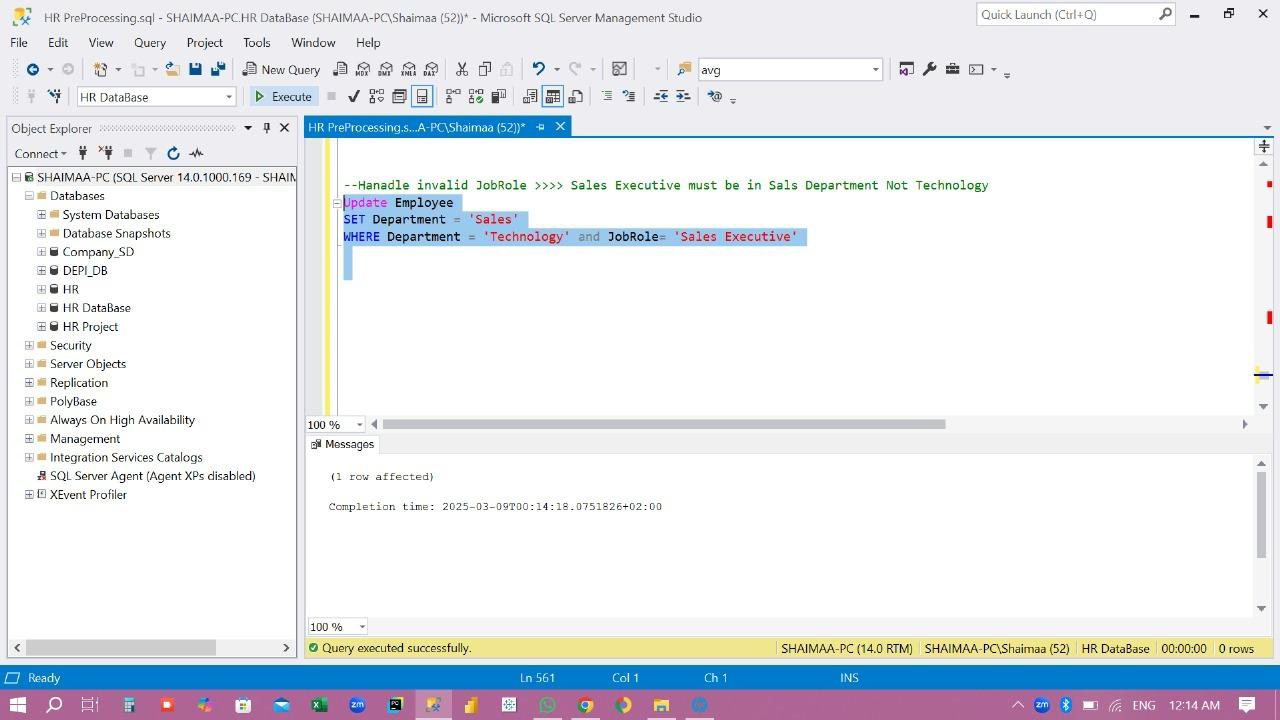 HR PreProcessing.sql - SHAIMAA-PC.HR DataBase (SHAIMAA-PC\Shaimaa (52))* - Microsoft SQL Server Management Studio
Quick Launch (Ctrl+Q)
File Edit View Query Project Tools Window Help
New Query
MDX DMX XMLA DAX
avg
HR DataBase
Execute
Object Explorer
HR PreProcessing.s...A-PC\Shaimaa (52))*
Connect
SHAIMAA-PC (SQL Server 14.0.1000.169 - SHAIM
Databases
System Databases
Database Snapshots
Company_SD
DEPI_DB
HR
HR DataBase
HR Project
Security
Server Objects
Replication
PolyBase
Always On High Availability
Management
Integration Services Catalogs
SQL Server Agent (Agent XPs disabled)
XEvent Profiler
--Hanadle invalid JobRole >>>> Sales Executive must be in Sals Department Not Technology
Update Employee
SET Department = 'Sales'
WHERE Department = 'Technology' and JobRole= 'Sales Executive'
100 %
Messages
(1 row affected)
Completion time: 2025-03-09T00:14:18.0751826+02:00
100 %
Query executed successfully.
SHAIMAA-PC (14.0 RTM) SHAIMAA-PC\Shaimaa (52) HR DataBase 00:00:00 0 rows
Ready Ln 561 Col 1 Ch 1 INS
zm zm ENG 12:14 AM